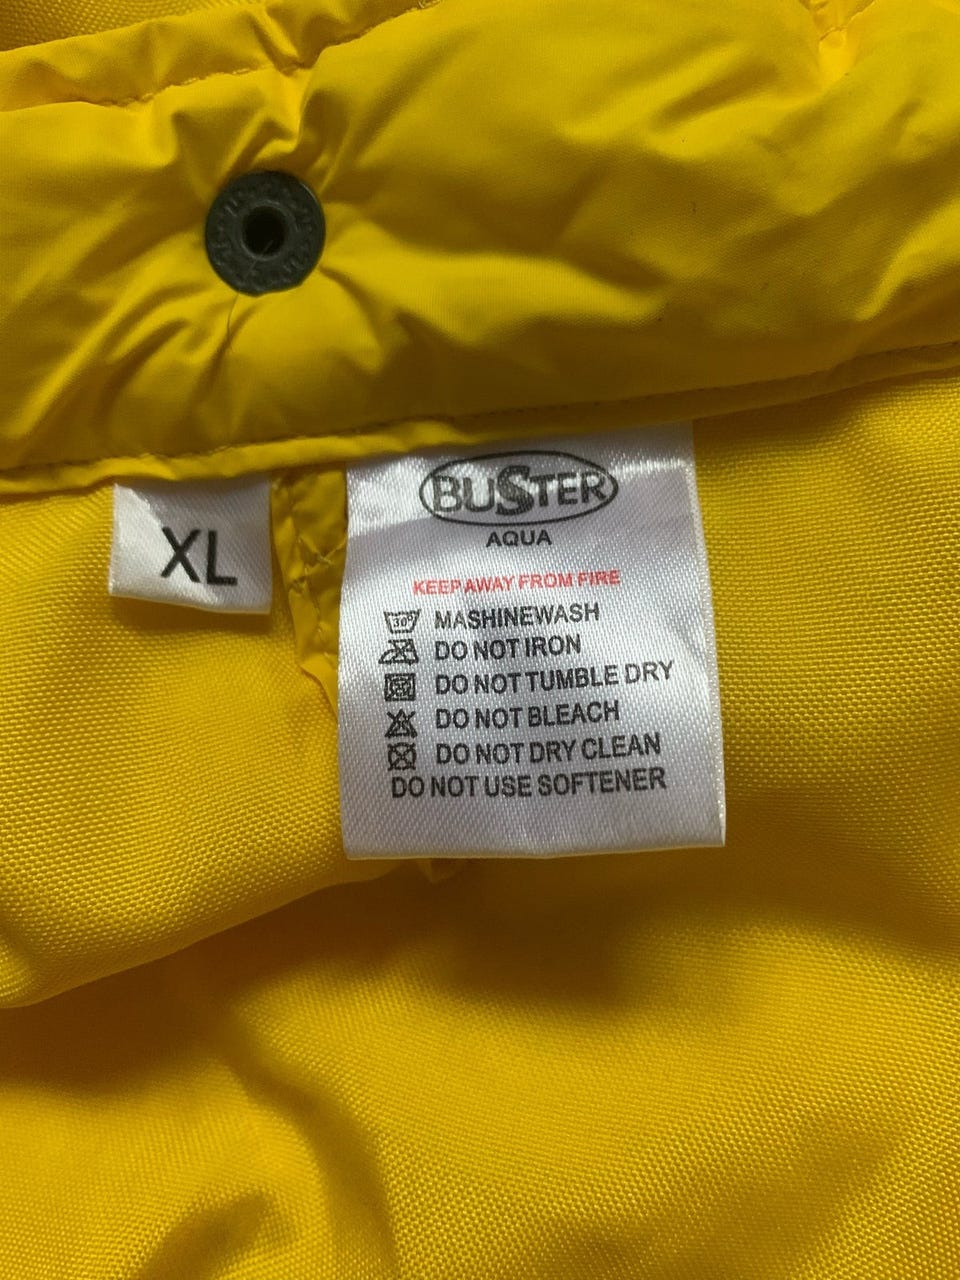 XL
BUSTER
AQUA
KEEP AWAY FROM FIRE
30° MASHINEWASH
DO NOT IRON
DO NOT TUMBLE DRY
DO NOT BLEACH
DO NOT DRY CLEAN
DO NOT USE SOFTENER